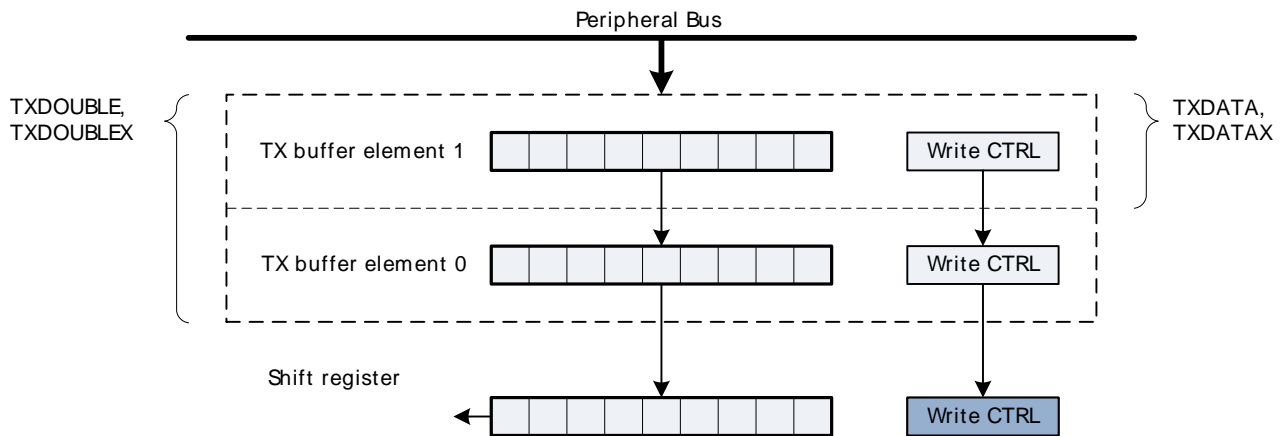 Peripheral Bus
TXDOUBLE,
TXDOUBLEX
TXDATA,
TXDATAX
TX buffer element 1
Write CTRL
TX buffer element 0
Write CTRL
Shift register
Write CTRL